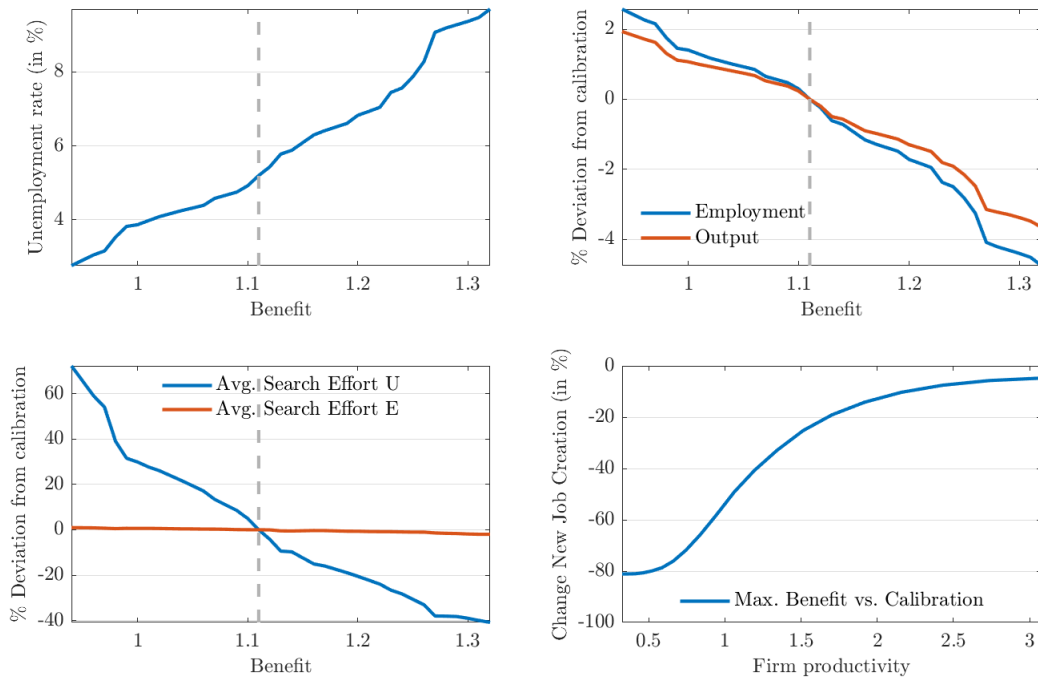 Unemployment rate (in %)
8
6
4
1
1.1
1.2
1.3
Benefit
% Deviation from calibration
2
0
-2
-4
Employment
Output
1
1.1
1.2
1.3
Benefit
% Deviation from calibration
60
40
20
0
-20
-40
Avg. Search Effort U
Avg. Search Effort E
1
1.1
1.2
1.3
Benefit
Change New Job Creation (in %)
0
-20
-40
-60
-80
-100
Max. Benefit vs. Calibration
0.5
1
1.5
2
2.5
3
Firm productivity